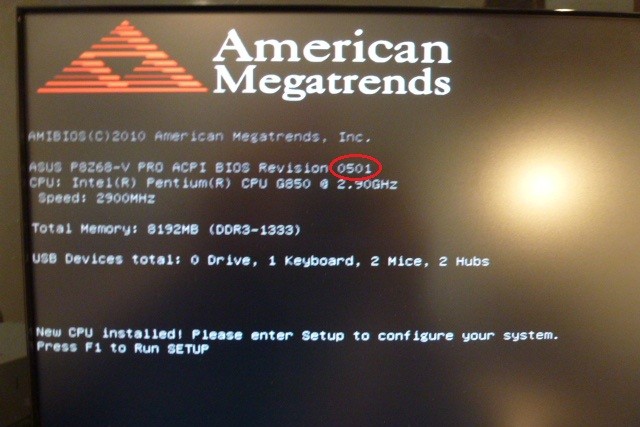 American
Megatrends
AMIBIOS(C)2010 American Megatrends, Inc.
ASUS P8Z68-V PRO ACPI BIOS Revision 0501
CPU: Intel(R) Pentium(R) CPU G850 @ 2.90GHz
Speed: 2900MHz
Total Memory: 8192MB (DDR3-1333)
USB Devices total: 0 Drive, 1 Keyboard, 2 Mice, 2 Hubs
New CPU installed! Please enter Setup to configure your system.
Press F1 to Run SETUP